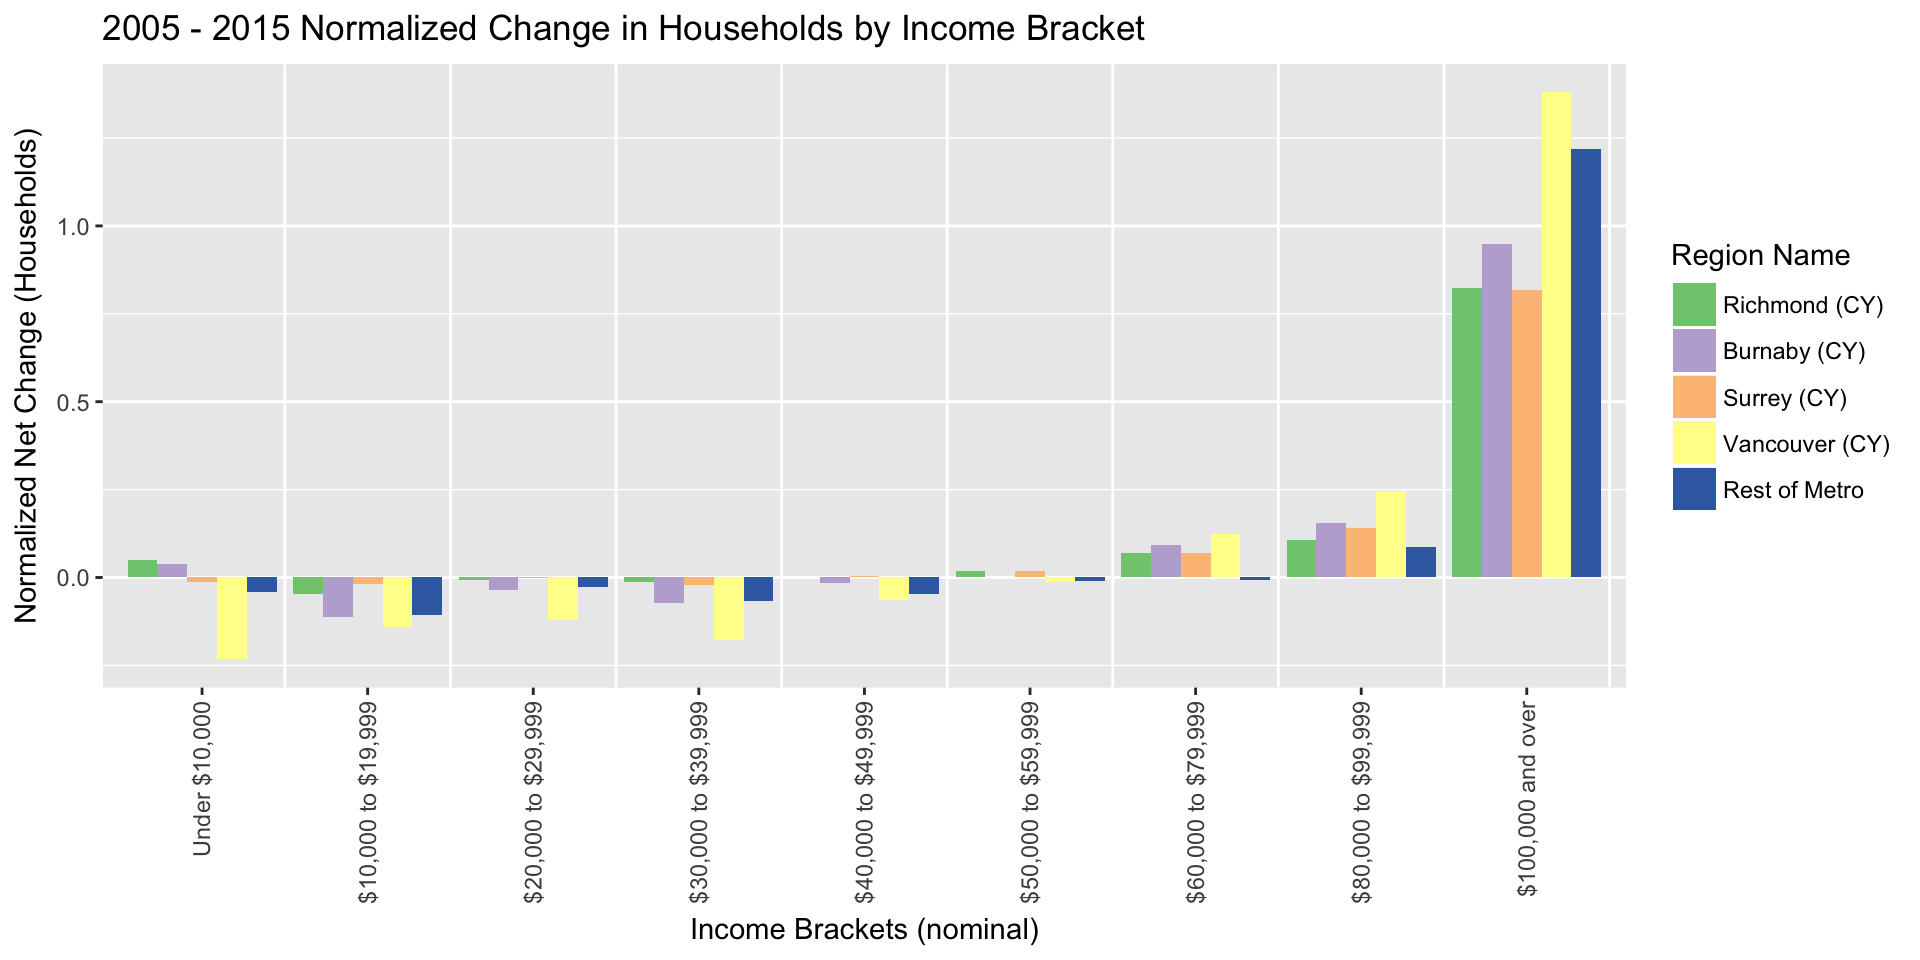 2005 - 2015 Normalized Change in Households by Income Bracket
Normalized Net Change (Households)
1.0
0.5
0.0
Under $10,000
$10,000 to $19,999
$20,000 to $29,999
$30,000 to $39,999
$40,000 to $49,999
$50,000 to $59,999
$60,000 to $79,999
$80,000 to $99,999
$100,000 and over
Income Brackets (nominal)
Region Name
Richmond (CY)
Burnaby (CY)
Surrey (CY)
Vancouver (CY)
Rest of Metro